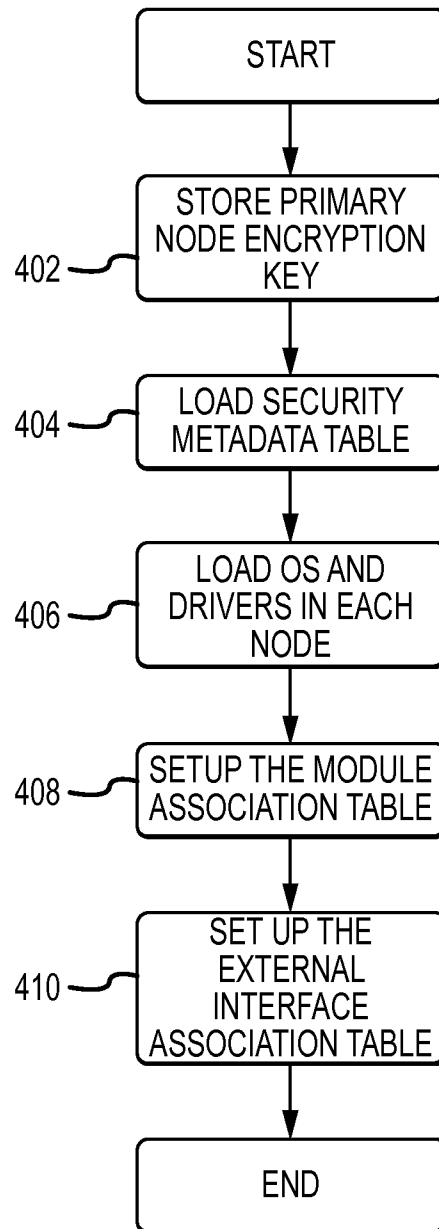 START
402
STORE PRIMARY
NODE ENCRYPTION
KEY
404
LOAD SECURITY
METADATA TABLE
406
LOAD OS AND
DRIVERS IN EACH
NODE
408
SETUP THE MODULE
ASSOCIATION TABLE
410
SET UP THE
EXTERNAL
INTERFACE
ASSOCIATION TABLE
END